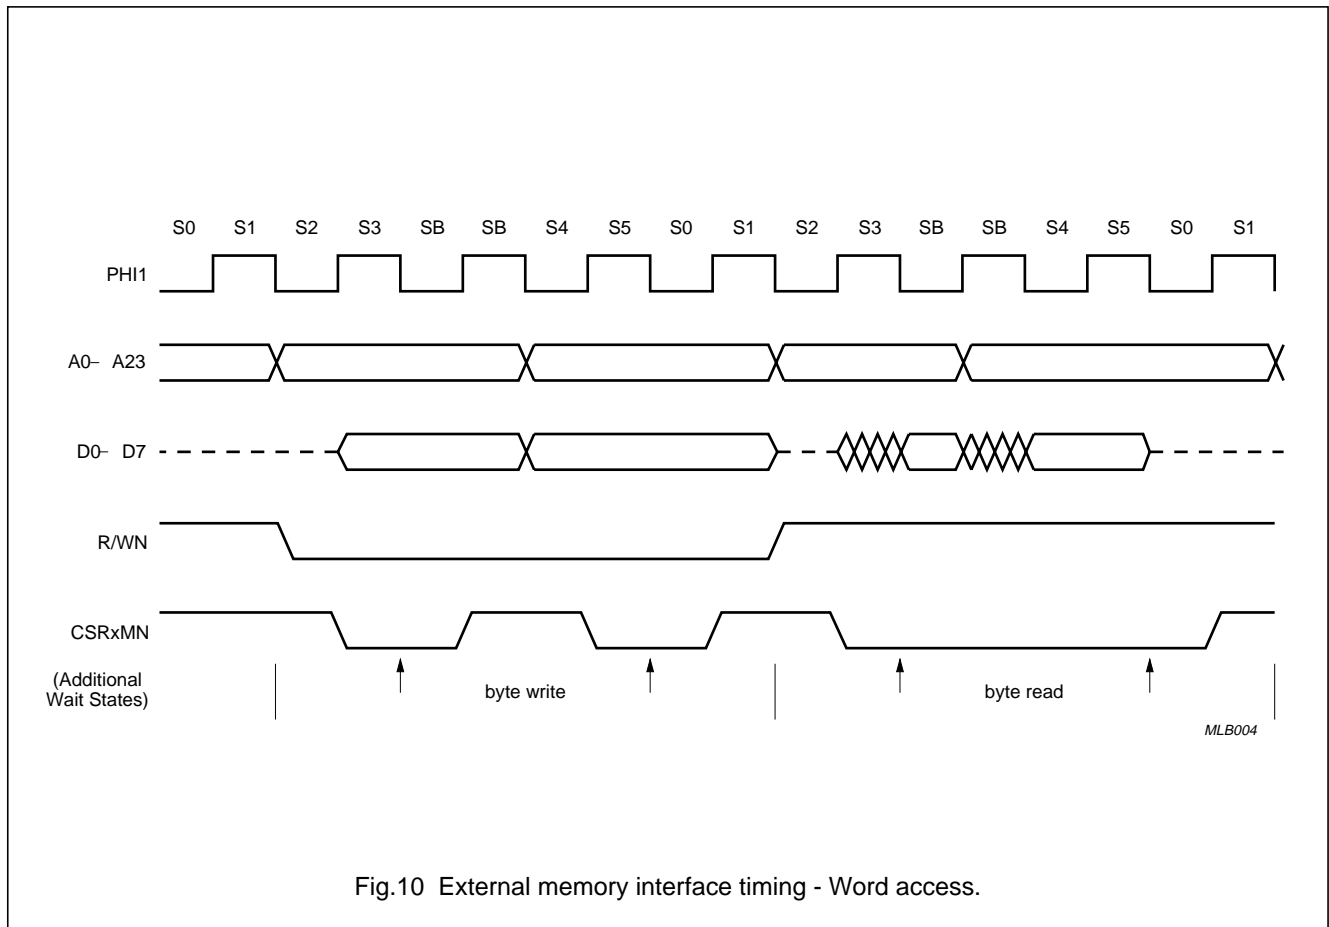 S0 S1 S2 S3 SB SB S4 S5 S0 S1 S2 S3 SB SB S4 S5 S0 S1
PHI1
A0– A23
D0– D7
R/WN
CSRxMN
(Additional
Wait States)
byte write byte read
MLB004
Fig.10 External memory interface timing - Word access.